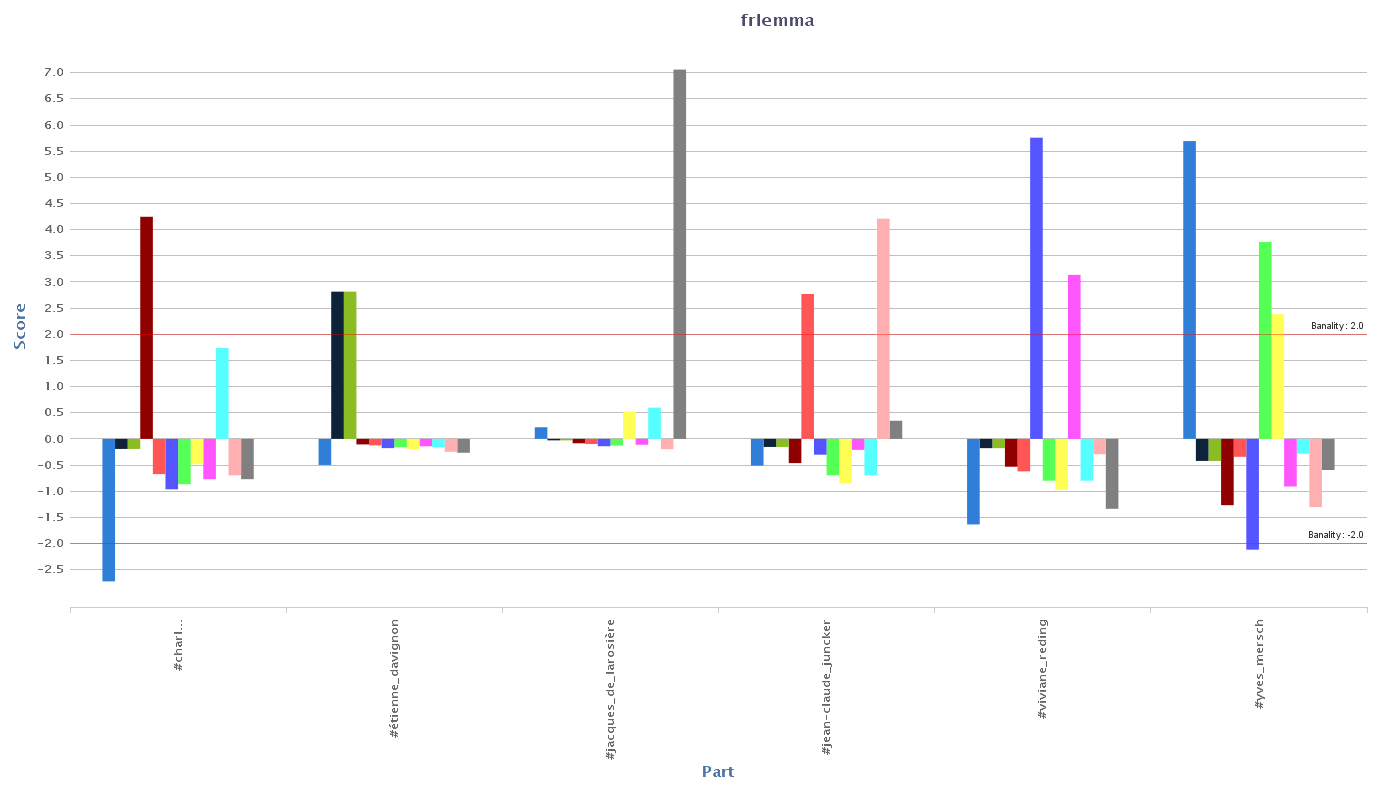 frlemma
7.0
6.5
6.0
5.5
5.0
4.5
4.0
3.5
3.0
2.5
2.0
1.5
1.0
0.5
0.0
−0.5
−1.0
−1.5
−2.0
−2.5
Score
Banality: 2.0
Banality: -2.0
#charl...
#étienne_davignon
#jacques_de_larosière
#jean-claude_juncker
#viviane_reding
#yves_mersch
Part